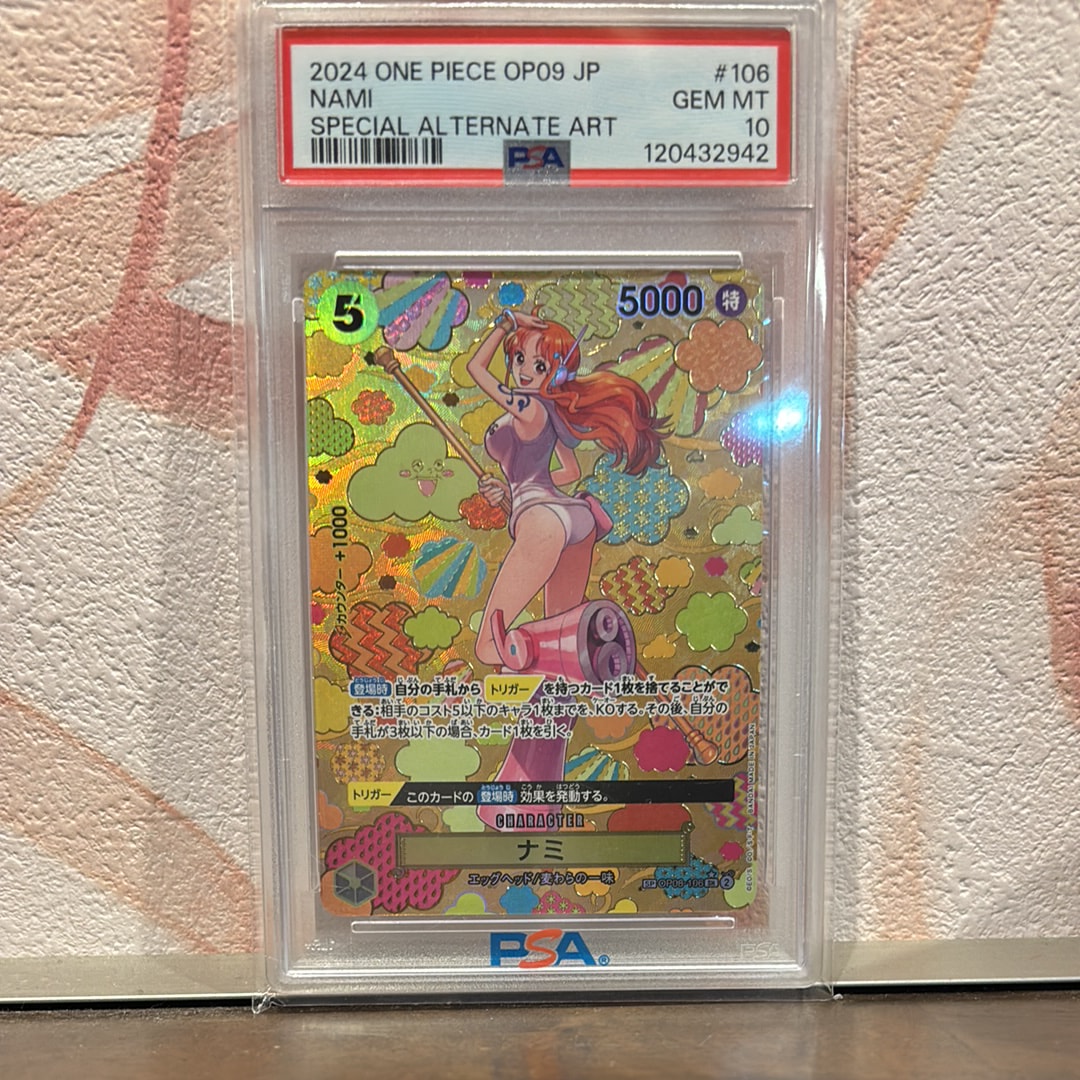 2024 ONE PIECE OP09 JP #106
NAMI GEM MT
SPECIAL ALTERNATE ART 10
PSA 120432942
5 5000 特
カウンター +1000
登場時 自分の手札から トリガー を持つカード1枚を捨てることがで
きる:相手のコスト5以下のキャラ1枚までを、KOする。その後、自分の
手札が3枚以下の場合、カード1枚を引く。
トリガー このカードの 登場時 効果を発動する。
CHARACTER
ナミ
エッグヘッド/麦わらの一味
BANDAI MADE IN JAPAN
PSA®